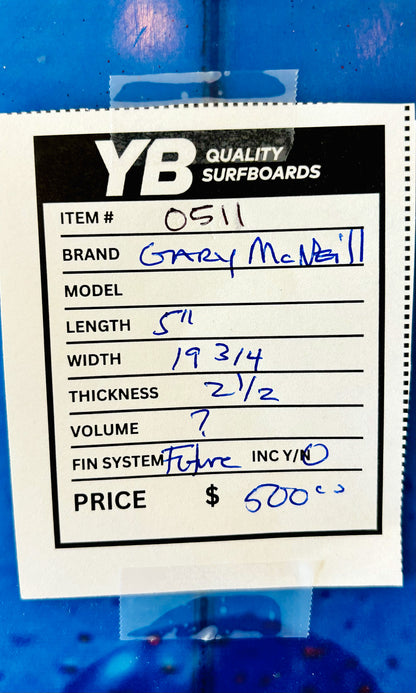 YB QUALITY
SURFBOARDS
ITEM # 0511
BRAND GARY McNeill
MODEL
LENGTH 5"
WIDTH 19 3/4
THICKNESS 2 1/2
VOLUME ?
FIN SYSTEM Future INC Y/N
PRICE $ 500 00